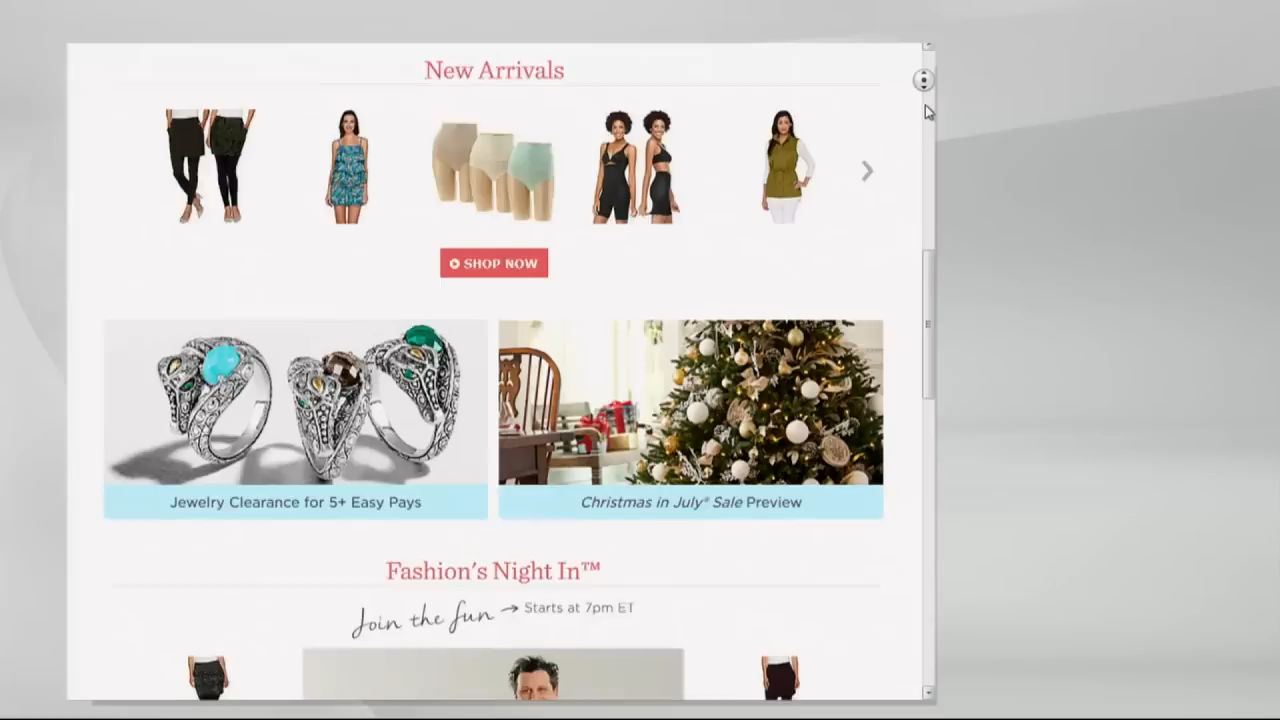 New Arrivals
SHOP NOW
Jewelry Clearance for 5+ Easy Pays
Christmas in July® Sale Preview
Fashion's Night In™
Join the fun → Starts at 7pm ET